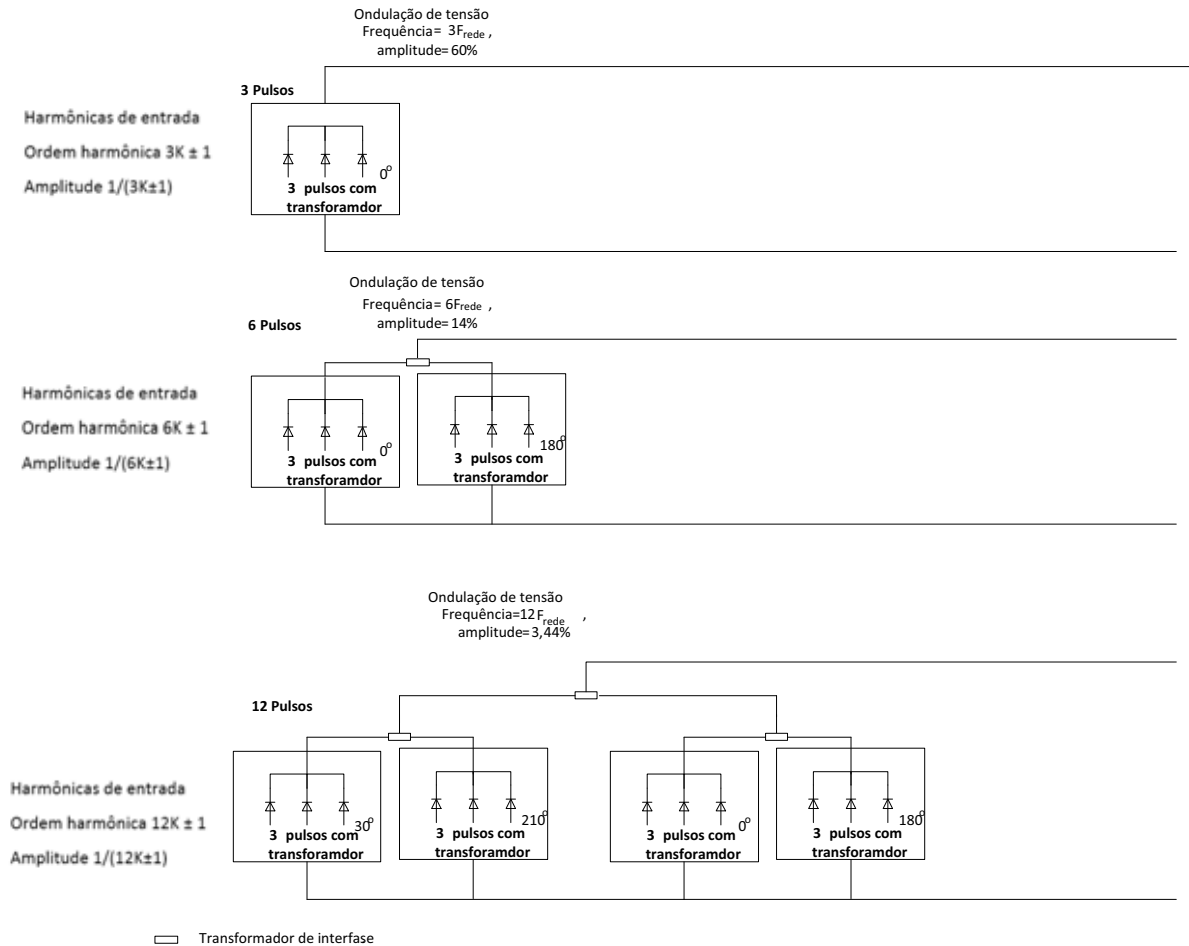 Ondulação de tensão
Frequência= 3Frede ,
amplitude= 60%
3 Pulsos
Harmônicas de entrada
Ordem harmônica 3K ± 1
Amplitude 1/(3K±1)
0º
3 pulsos com
transforamdor
Ondulação de tensão
Frequência= 6Frede ,
amplitude= 14%
6 Pulsos
Harmônicas de entrada
Ordem harmônica 6K ± 1
Amplitude 1/(6K±1)
0º
3 pulsos com
transforamdor
180º
3 pulsos com
transforamdor
Ondulação de tensão
Frequência=12Frede ,
amplitude=3,44%
12 Pulsos
Harmônicas de entrada
Ordem harmônica 12K ± 1
Amplitude 1/(12K±1)
30º
3 pulsos com
transforamdor
210º
3 pulsos com
transforamdor
0º
3 pulsos com
transforamdor
180º
3 pulsos com
transforamdor
Transformador de interfase